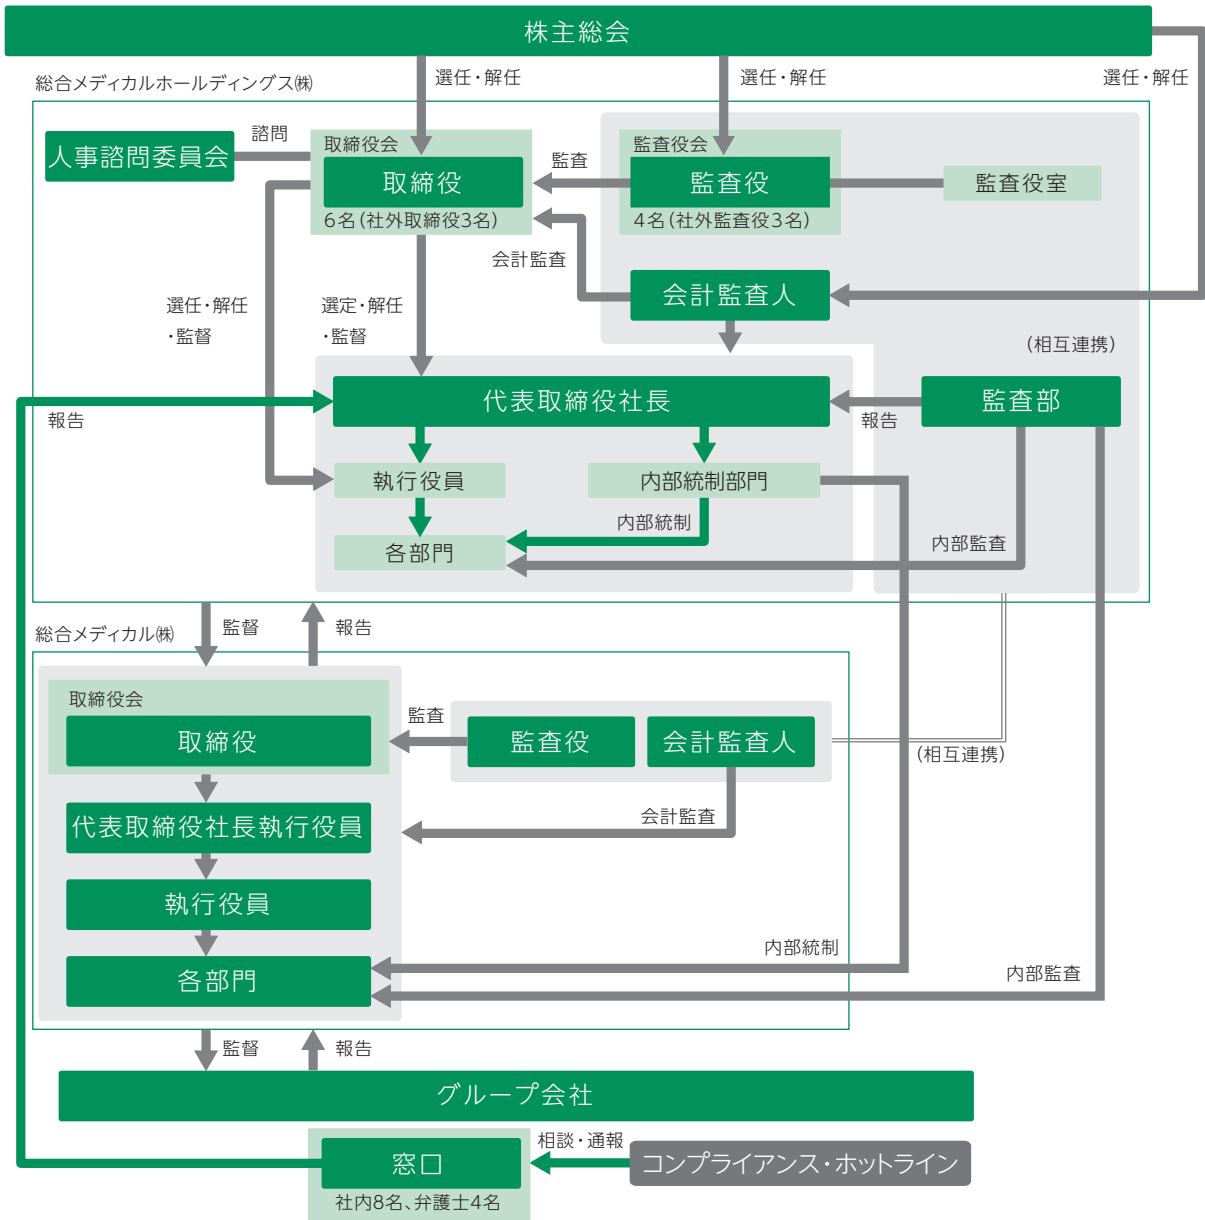 株主総会
総合メディカルホールディングス㈱
選任・解任
選任・解任
選任・解任
人事諮問委員会
諮問
取締役会
取締役
6名(社外取締役3名)
監査
監査役会
監査役
4名(社外監査役3名)
監査役室
会計監査
会計監査人
選任・解任
・監督
選定・解任
・監督
(相互連携)
報告
代表取締役社長
報告
監査部
執行役員
内部統制部門
内部統制
各部門
内部監査
監督
報告
総合メディカル㈱
取締役会
取締役
監査
監査役
会計監査人
(相互連携)
代表取締役社長執行役員
会計監査
執行役員
各部門
内部統制
内部監査
監督
報告
グループ会社
窓口
社内8名、弁護士4名
相談・通報
コンプライアンス・ホットライン